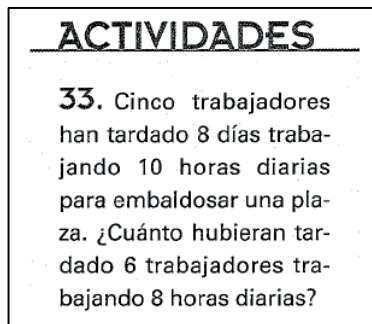 ACTIVIDADES
33. Cinco trabajadores
han tardado 8 días traba-
jando 10 horas diarias
para embaldosar una pla-
za. ¿Cuánto hubieran tar-
dado 6 trabajadores tra-
bajando 8 horas diarias?